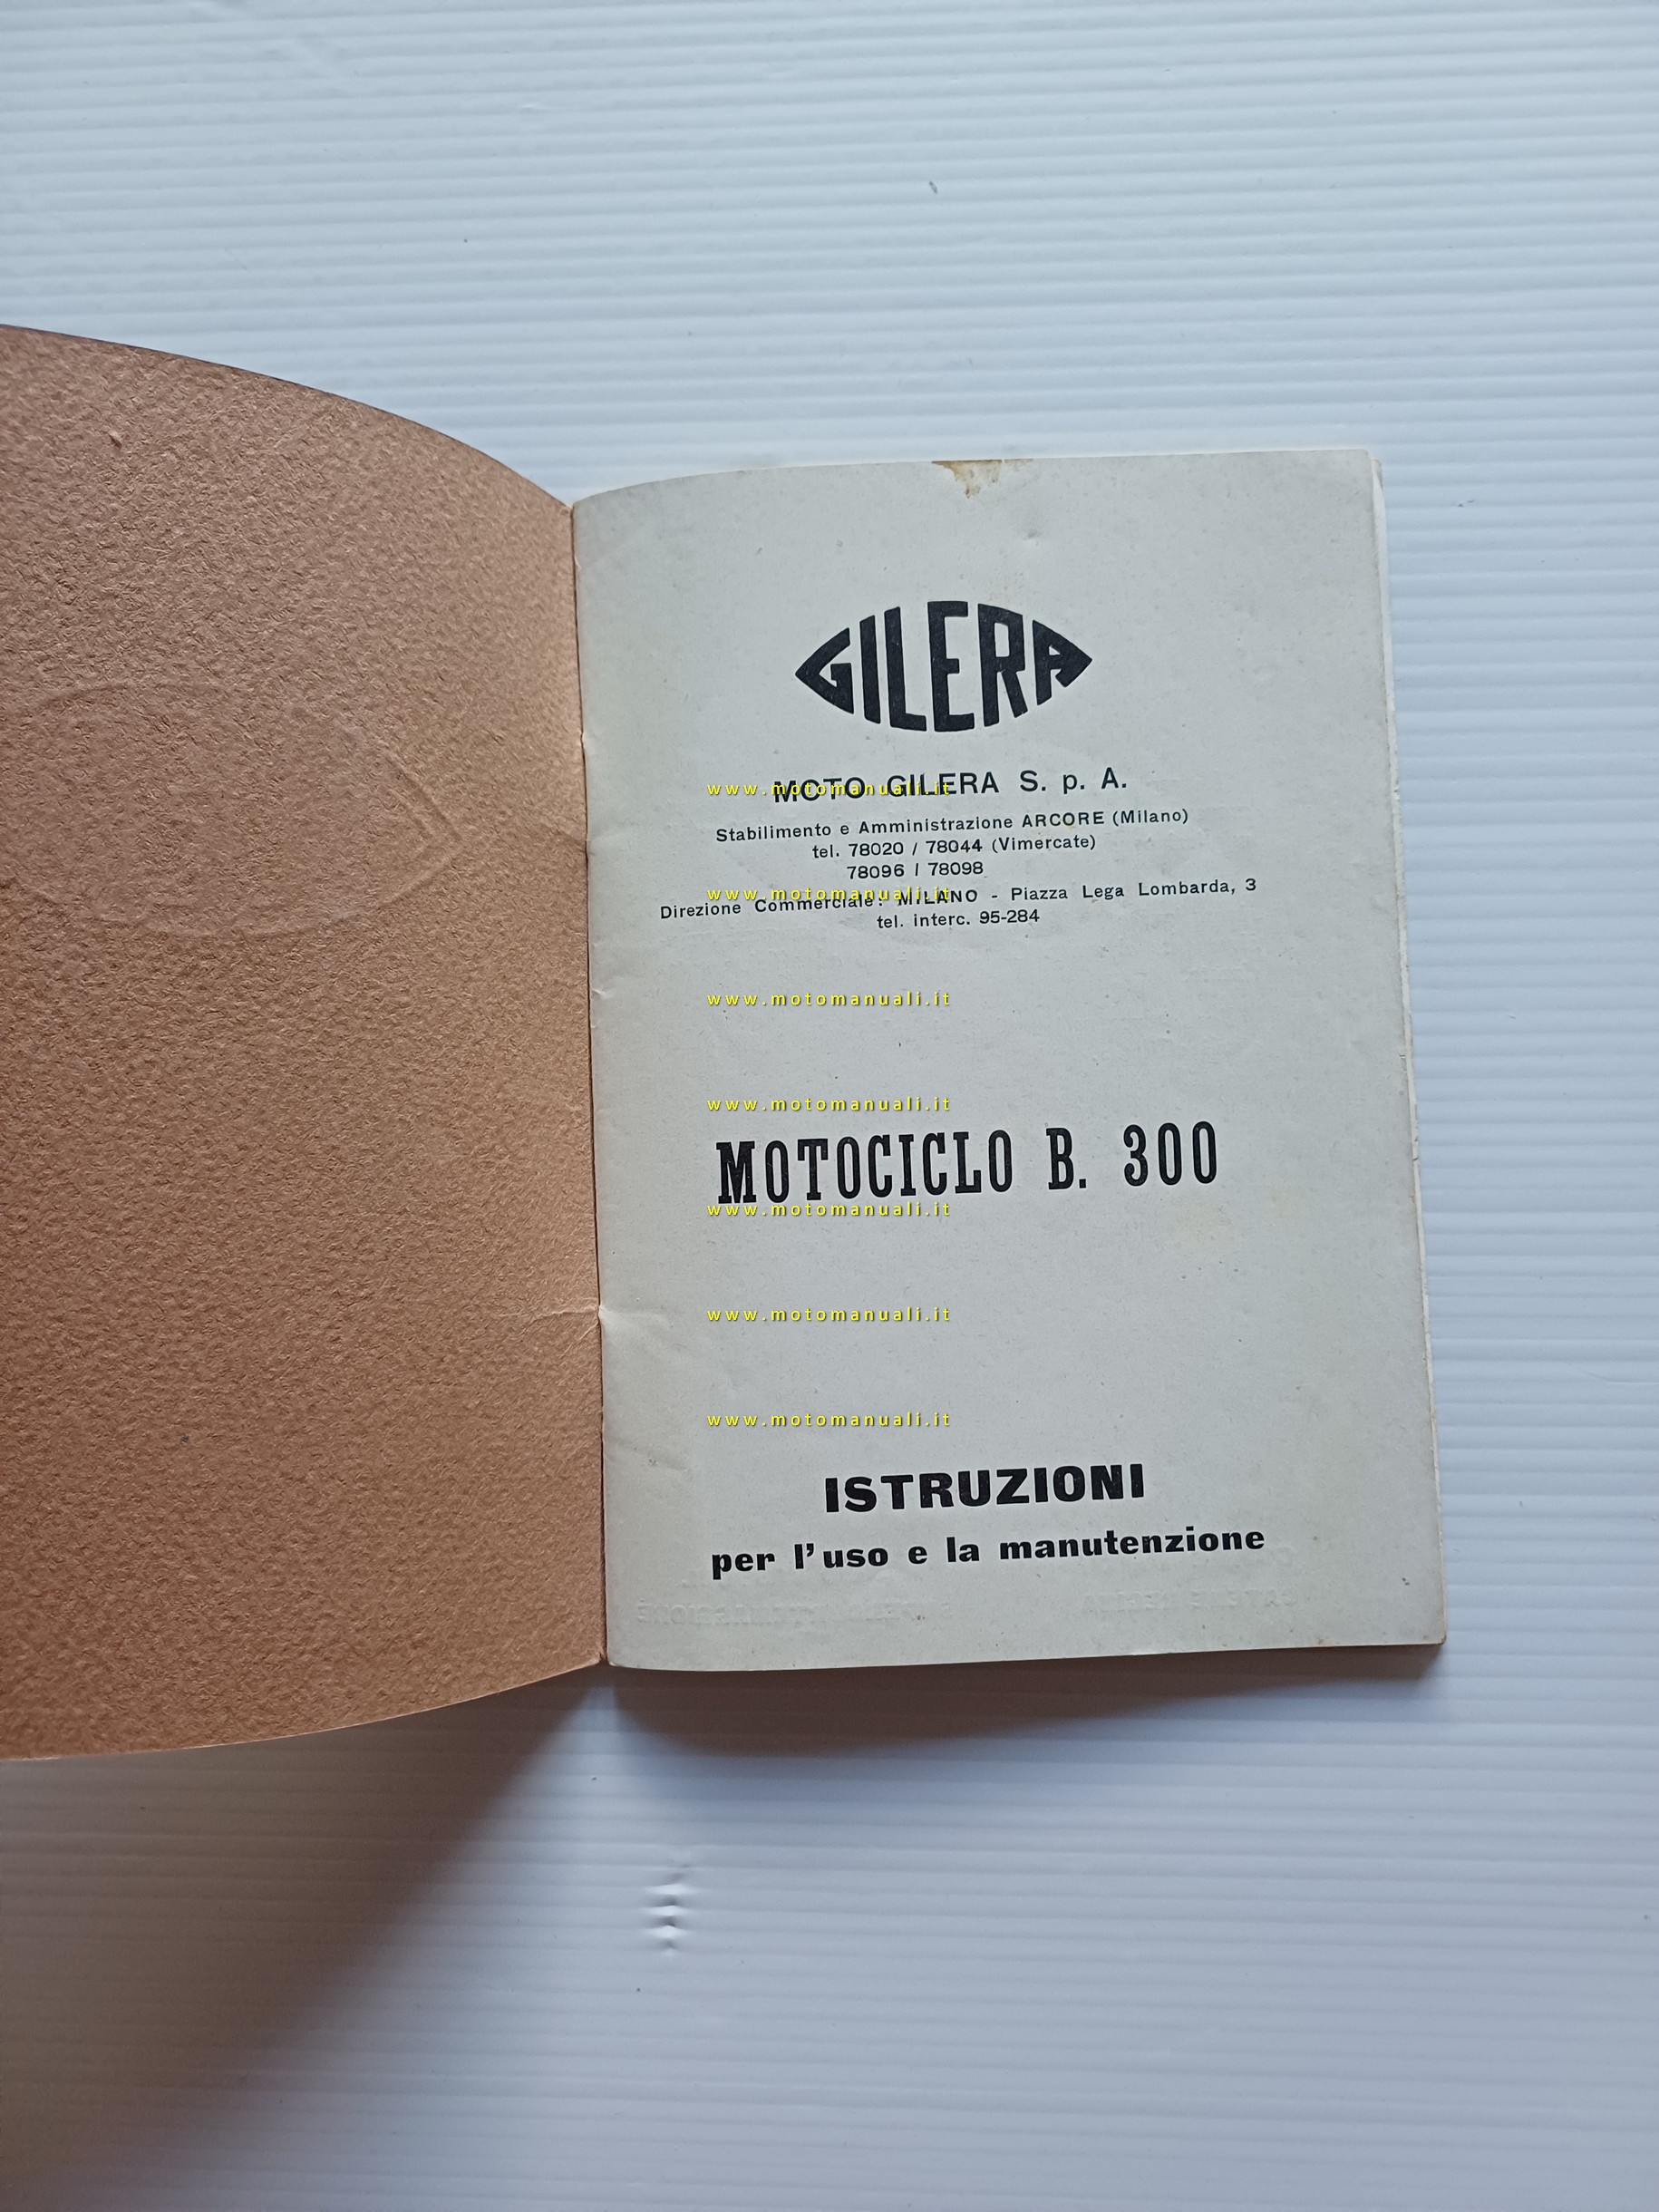 GILERA
MOTO GILERA S. p. A.
www.motomanuali.it
Stabilimento e Amministrazione ARCORE (Milano)
tel. 78020 / 78044 (Vimercate)
78096 / 78098
www.motomanuali.it
Direzione Commerciale: MILANO - Piazza Lega Lombarda, 3
tel. interc. 95-284
www.motomanuali.it
www.motomanuali.it
MOTOCICLO B. 300
www.motomanuali.it
www.motomanuali.it
www.motomanuali.it
ISTRUZIONI
per l'uso e la manutenzione